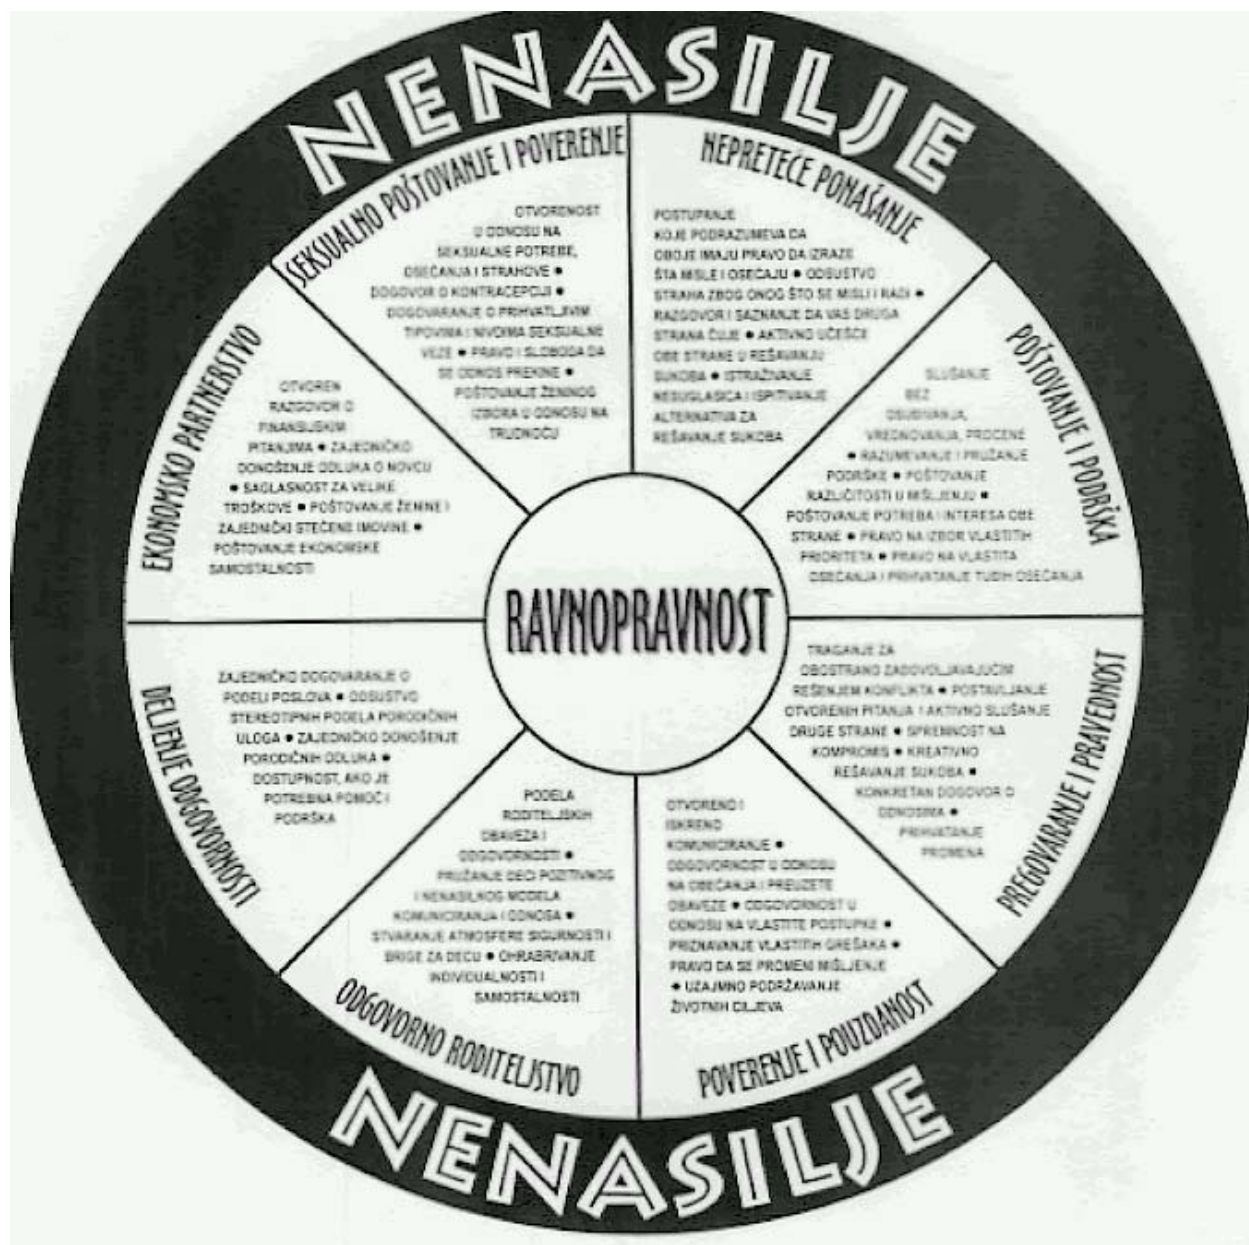 NENASILJE
SEKSUALNO POŠTOVANJE I POVERENJE
OTVORENOST
U ODNOSU NA
SEKSUALNE POTREBE,
OSEĆANJA I STRAHOVE ●
DOGOVOR O KONTRACEPCIJI ●
DOGOVARANJE O PRIHVATLJIVIM
TIPOVIMA I NIVOIMA SEKSUALNE
VEZE ● PRAVO I SLOBODA DA
SE ODNOS PREKINE ●
POŠTOVANJE ŽENINOG
IZBORA U ODNOSU NA
TRUDNOĆU
NEPRETEĆE PONAŠANJE
POSTUPANJE
KOJE PODRAZUMEVA DA
OBOJE IMAJU PRAVO DA IZRAZE
ŠTA MISLE I OSEĆAJU ● ODSUSTVO
STRAHA ZBOG ONOG ŠTO SE MISLI I RADI ●
RAZGOVOR I SAZNANJE DA VAS DRUGA
STRANA ČUJE ● AKTIVNO UČEŠĆE
OBE STRANE U REŠAVANJU
SUKOBA ● ISTRAŽIVANJE
NESUGLASICA I ISPITIVANJE
ALTERNATIVA ZA
REŠAVANJE SUKOBA
POŠTOVANJE I PODRŠKA
SLUŠANJE
BEZ
OSUĐIVANJA,
VREDNOVANJA, PROCENE
● RAZUMEVANJE I PRUŽANJE
PODRŠKE ● POŠTOVANJE
RAZLIČITOSTI U MIŠLJENJU ●
POŠTOVANJE POTREBA I INTERESA OBE
STRANE ● PRAVO NA IZBOR VLASTITIH
PRIORITETA ● PRAVO NA VLASTITA
OSEĆANJA I PRIHVATANJE TUĐIH OSEĆANJA
PREGOVARANJE I PRAVEDNOST
TRAGANJE ZA
OBOSTRANO ZADOVOLJAVAJUĆIM
REŠENJEM KONFLIKTA ● POSTAVLJANJE
OTVORENIH PITANJA I AKTIVNO SLUŠANJE
DRUGE STRANE ● SPREMNOST NA
KOMPROMIS ● KREATIVNO
REŠAVANJE SUKOBA ●
KONKRETAN DOGOVOR O
ODNOSIMA ●
PRIHVATANJE
PROMENA
POVERENJE I POUZDANOST
OTVORENO I
ISKRENO
KOMUNICIRANJE ●
ODGOVORNOST U ODNOSU
NA OBEĆANJA I PREUZETE
OBAVEZE ● ODGOVORNOST U
ODNOSU NA VLASTITE POSTUPKE ●
PRIZNAVANJE VLASTITIH GREŠAKA ●
PRAVO DA SE PROMENI MIŠLJENJE
● UZAJMNO PODRŽAVANJE
ŽIVOTNIH CILJEVA
ODGOVORNO RODITELJSTVO
PODELA
RODITELJSKIH
OBAVEZA I
ODGOVORNOSTI ●
PRUŽANJE DECI POZITIVNOG
I NENASILNOG MODELA
KOMUNICIRANJA I ODNOSA ●
STVARANJE ATMOSFERE SIGURNOSTI I
BRIGE ZA DECU ● OHRABRIVANJE
INDIVIDUALNOSTI I
SAMOSTALNOSTI
DELJENJE ODGOVORNOSTI
ZAJEDNIČKO DOGOVARANJE O
PODELI POSLOVA ● ODSUSTVO
STEREOTIPNIH PODELA PORODIČNIH
ULOGA ● ZAJEDNIČKO DONOŠENJE
PORODIČNIH ODLUKA ●
DOSTUPNOST, AKO JE
POTREBNA POMOĆ I
PODRŠKA
EKONOMSKO PARTNERSTVO
OTVOREN
RAZGOVOR O
FINANSIJSKIM
PITANJIMA ● ZAJEDNIČKO
DONOŠENJE ODLUKA O NOVCU
● SAGLASNOST ZA VELIKE
TROŠKOVE ● POŠTOVANJE ŽENINE I
ZAJEDNIČKI STEČENE IMOVINE ●
POŠTOVANJE EKONOMSKE
SAMOSTALNOSTI
RAVNOPRAVNOST
NENASILJE